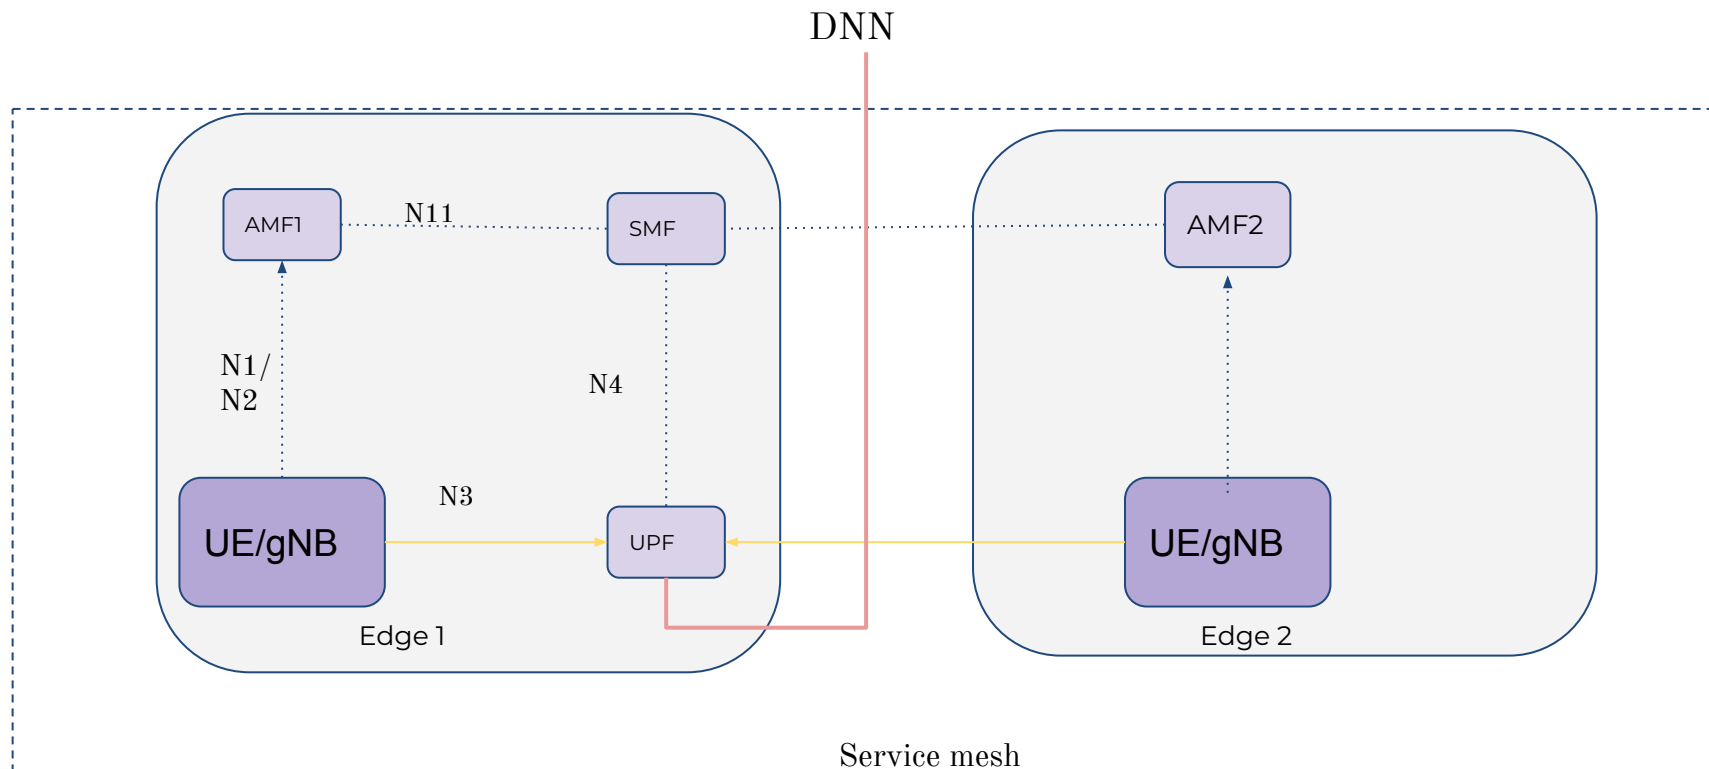 DNN
AMF1
N11
SMF
AMF2
N1/
N2
N4
N3
UE/gNB
UPF
UE/gNB
Edge 1
Edge 2
Service mesh